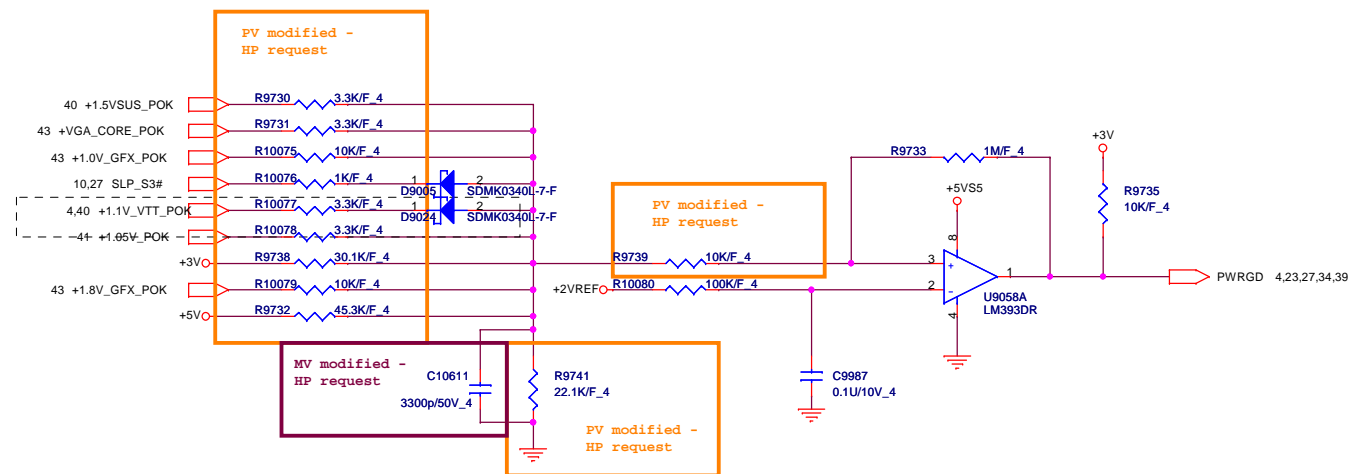 PV modified -
HP request
40 +1.5VSUS_POK
R9730
3.3K/F_4
43 +VGA_CORE_POK
R9731
3.3K/F_4
43 +1.0V_GFX_POK
R10075
10K/F_4
10,27 SLP_S3#
R10076
1K/F_4
1
2
D9005
SDMK0340L-7-F
4,40 +1.1V_VTT_POK
R10077
3.3K/F_4
1
2
D9024
SDMK0340L-7-F
41 +1.05V_POK
R10078
3.3K/F_4
+3V
R9738
30.1K/F_4
43 +1.8V_GFX_POK
R10079
10K/F_4
+5V
R9732
45.3K/F_4
PV modified -
HP request
R9739
10K/F_4
+2VREF
R10080
100K/F_4
R9733
1M/F_4
+5VS5
+3V
R9735
10K/F_4
8
3
+
1
2
-
4
U9058A
LM393DR
PWRGD 4,23,27,34,39
MV modified -
HP request
C10611
3300p/50V_4
R9741
22.1K/F_4
C9987
0.1U/10V_4
PV modified -
HP request